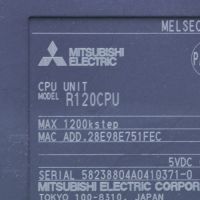 MELSEC
MITSUBISHI
ELECTRIC
CPU UNIT
MODEL R120CPU
MAX 1200kstep
MAC ADD.28E98E751FEC
5VDC
SERIAL 58238804A0410371-0
MITSUBISHI ELECTRIC CORPOR
TOKYO 100-8310, JAPAN